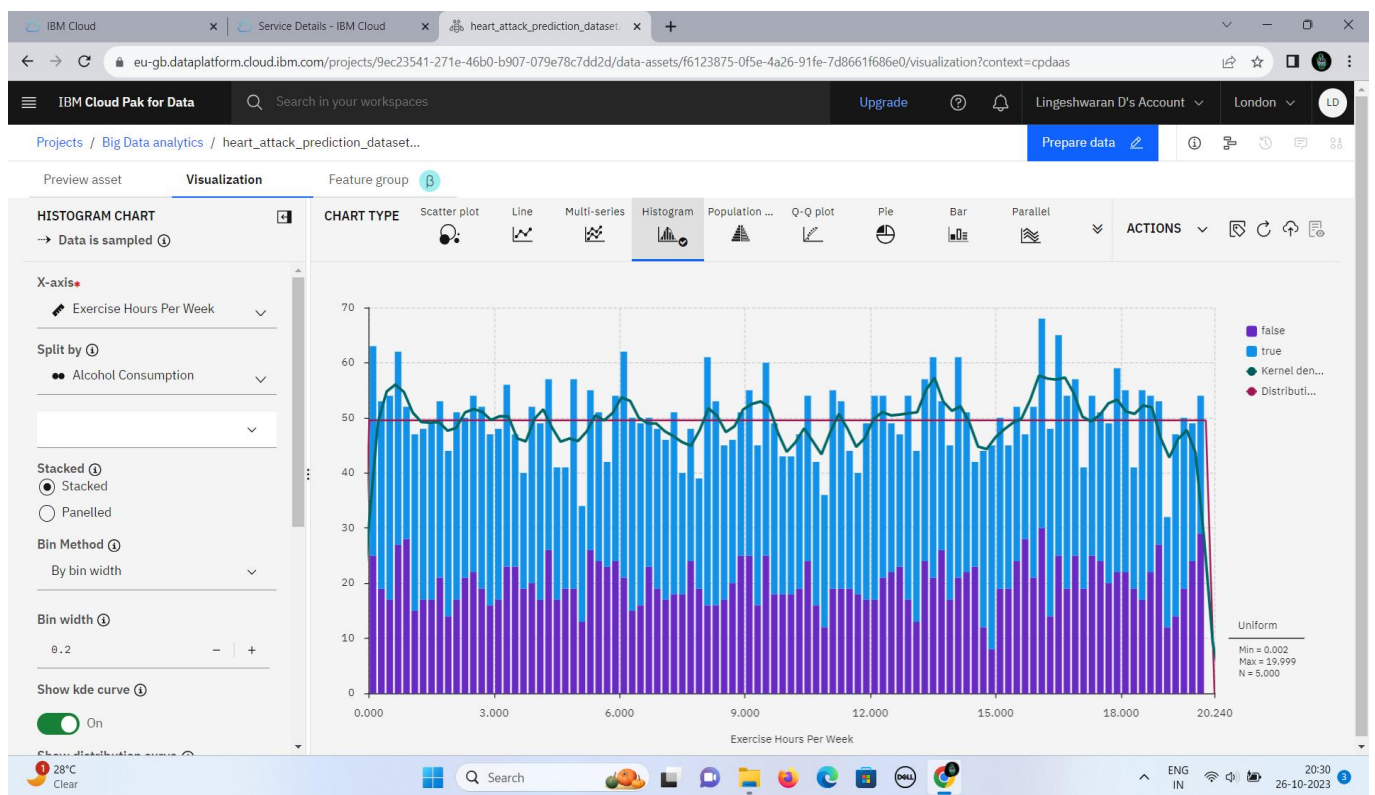 IBM Cloud
Service Details - IBM Cloud
heart_attack_prediction_dataset.
eu-gb.dataplatform.cloud.ibm.com/projects/9ec23541-271e-46b0-b907-079e78c7dd2d/data-assets/f6123875-0f5e-4a26-91fe-7d8661f686e0/visualization?context=cpdaas
IBM Cloud Pak for Data
Search in your workspaces
Upgrade
Lingeshwaran D's Account
London
LD
Projects / Big Data analytics / heart_attack_prediction_dataset...
Prepare data
Preview asset
Visualization
Feature group β
HISTOGRAM CHART
Data is sampled
CHART TYPE
Scatter plot
Line
Multi-series
Histogram
Population ...
Q-Q plot
Pie
Bar
Parallel
ACTIONS
X-axis*
Exercise Hours Per Week
Split by
Alcohol Consumption
Stacked
Stacked
Panelled
Bin Method
By bin width
Bin width
0.2
- +
Show kde curve
On
Show distribution curve
70
60
50
40
30
20
10
0
0.000
3.000
6.000
9.000
12.000
15.000
18.000
20.240
Exercise Hours Per Week
false
true
Kernel den...
Distributi...
Uniform
Min = 0.002
Max = 19.999
N = 5,000
1
28°C
Clear
Search
DELL
ENG
IN
20:30
26-10-2023
3